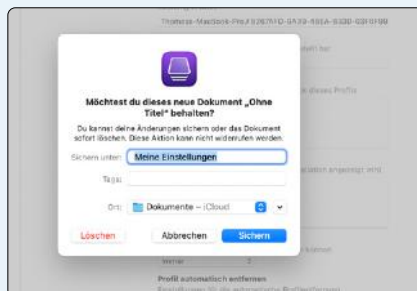 Möchtest du dieses neue Dokument „Ohne
Titel“ behalten?
Du kannst deine Änderungen sichern oder das Dokument
sofort löschen. Diese Aktion kann nicht widerrufen werden.
Sichern unter:
Meine Einstellungen
Tags:
Ort:
Dokumente – iCloud
Löschen
Abbrechen
Sichern
Profil automatisch entfernen